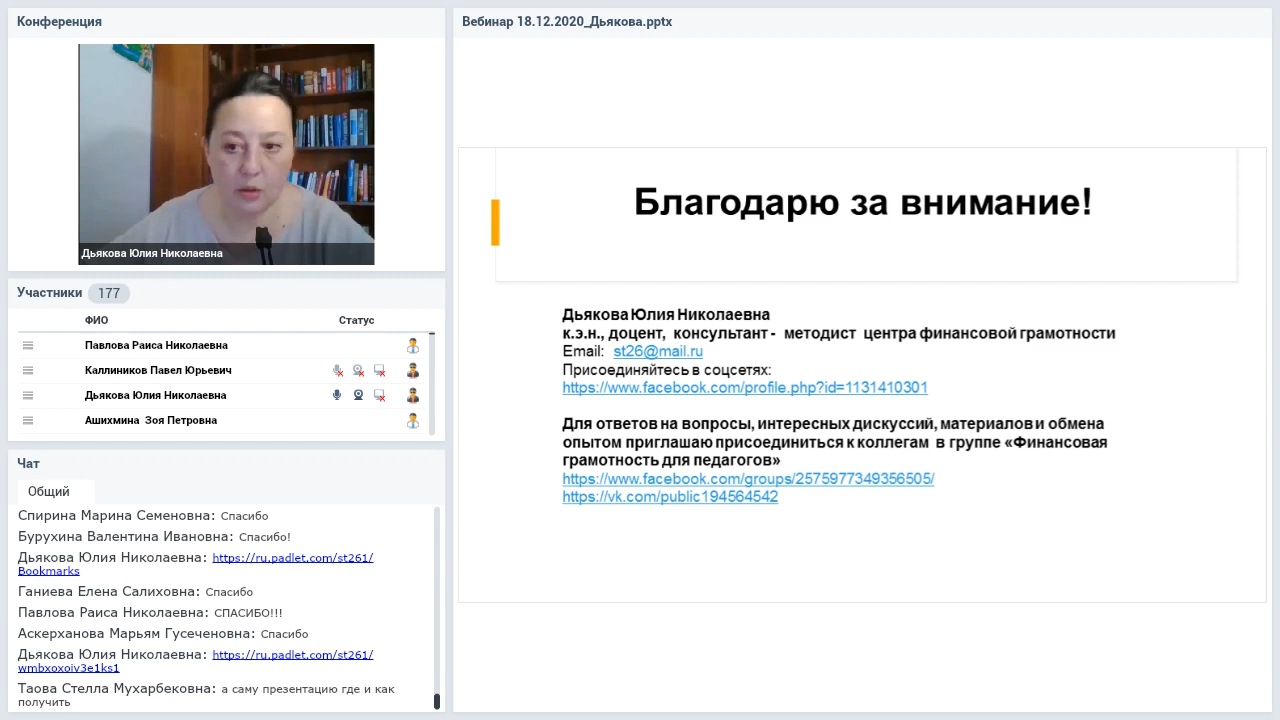 Конференция
Дьякова Юлия Николаевна
Участники 177
ФИО Статус
Павлова Раиса Николаевна
Каллиников Павел Юрьевич
Дьякова Юлия Николаевна
Ашихмина Зоя Петровна
Чат
Общий
Спирина Марина Семеновна: Спасибо
Бурухина Валентина Ивановна: Спасибо!
Дьякова Юлия Николаевна: https://ru.padlet.com/st261/
Bookmarks
Ганиева Елена Салиховна: Спасибо
Павлова Раиса Николаевна: СПАСИБО!!!
Аскерханова Марьям Гусеченовна: Спасибо
Дьякова Юлия Николаевна: https://ru.padlet.com/st261/
wmbxoxoiv3e1ks1
Таова Стелла Мухарбековна: а саму презентацию где и как
получить
Вебинар 18.12.2020_Дьякова.pptx
Благодарю за внимание!
Дьякова Юлия Николаевна
к.э.н., доцент, консультант - методист центра финансовой грамотности
Email: st26@mail.ru
Присоединяйтесь в соцсетях:
https://www.facebook.com/profile.php?id=1131410301
Для ответов на вопросы, интересных дискуссий, материалов и обмена
опытом приглашаю присоединиться к коллегам в группе «Финансовая
грамотность для педагогов»
https://www.facebook.com/groups/2575977349356505/
https://vk.com/public194564542